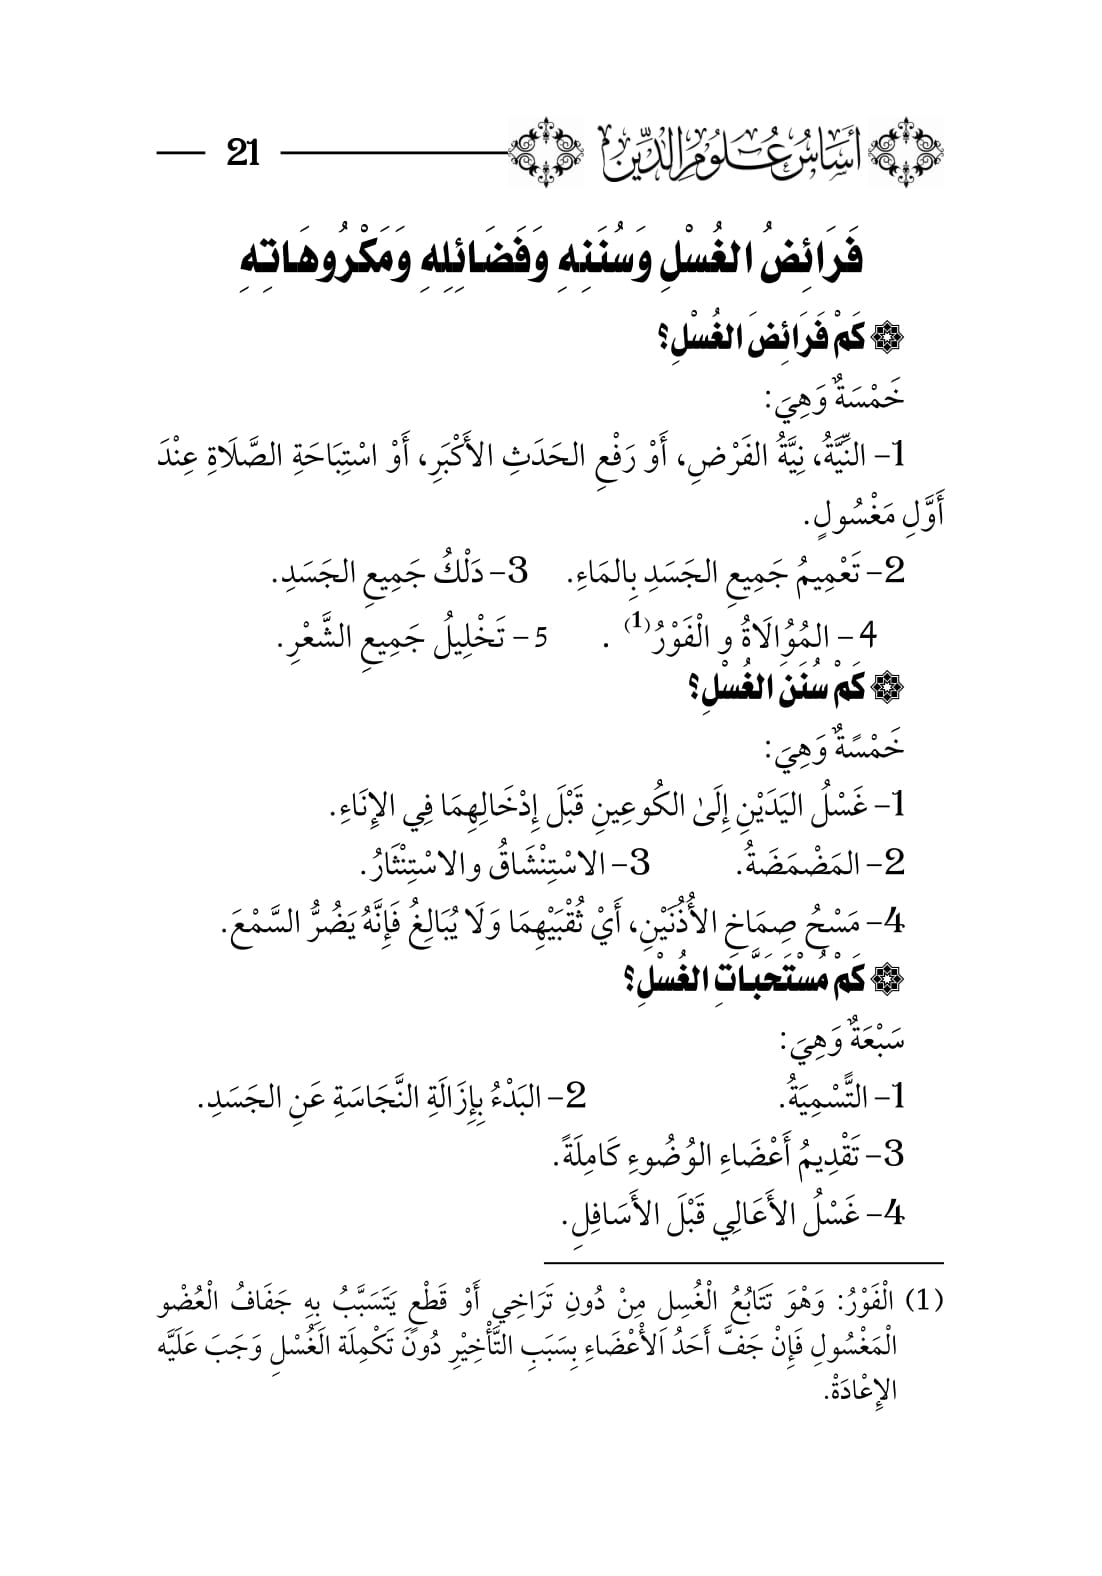 أَسَاسُ عُلُومِ الدِّينِ 21
فَرَائِضُ الغُسْلِ وَسُنَنِهِ وَفَضَائِلِهِ وَمَكْرُوهَاتِهِ
كَمْ فَرَائِضَ الغُسْلِ؟
خَمْسَةٌ وَهِيَ:
1- النِّيَّةُ، نِيَّةُ الفَرْضِ، أَوْ رَفْعِ الحَدَثِ الأَكْبَرِ، أَوْ اسْتِبَاحَةِ الصَّلَاةِ عِنْدَ
أَوَّلِ مَغْسُولٍ.
2- تَعْمِيمُ جَمِيعِ الجَسَدِ بِالمَاءِ. 3- دَلْكُ جَمِيعِ الجَسَدِ.
4 - المُوُالَاةُ و الْفَوْرُ(1) . 5 - تَخْلِيلُ جَمِيعِ الشَّعْرِ.
كَمْ سُنَنَ الغُسْلِ؟
خَمْسًةٌ وَهِيَ:
1- غَسْلُ اليَدَيْنِ إِلَىٰ الكُوعِينِ قَبْلَ إِدْخَالِهِمَا فِي الإِنَاءِ.
2- المَضْمَضَةُ. 3- الاسْتِنْشَاقُ والاسْتِنْثَارُ.
4- مَسْحُ صِمَاخِ الأُذُنَيْنِ، أَيْ ثُقْبَيْهِمَا وَلَا يُبَالِغُ فَإِنَّهُ يَضُرُّ السَّمْعَ.
كَمْ مُسْتَحَبَّاتِ الغُسْلِ؟
سَبْعَةٌ وَهِيَ:
1- التَّسْمِيَةُ. 2- البَدْءُ بِإِزَالَةِ النَّجَاسَةِ عَنِ الجَسَدِ.
3- تَقْدِيمُ أَعْضَاءِ الوُضُوءِ كَامِلَةً.
4- غَسْلُ الأَعَالِي قَبْلَ الأَسَافِلِ.
(1) الْفَوْرُ: وَهْوَ تَتَابُعُ الْغُسِلِ مِنْ دُونِ تَرَاخِي أَوْ قَطْعٍ يَتَسَبَّبُ بِهِ جَفَافُ الْعُضْو
الْمَغْسُولِ فَإِنْ جَفَّ أَحَدُ الَأْعْضَاءِ بِسَبَبِ التَّأْخِيْرِ دُونَ تَكْمِلَة الَغُسْلِ وَجَبَ عَلَيَّه
الإِعْادَةْ.